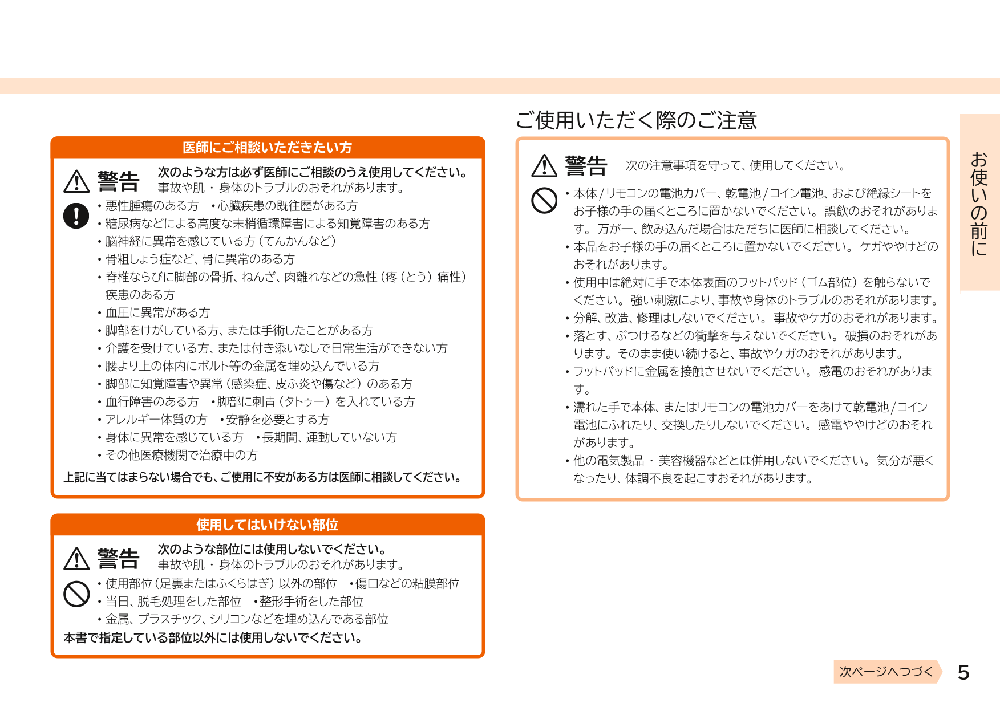 医師にご相談いただきたい方
警告
次のような方は必ず医師にご相談のうえ使用してください。
事故や肌・身体のトラブルのおそれがあります。
・悪性腫瘍のある方　・心臓疾患の既往歴がある方
・糖尿病などによる高度な末梢循環障害による知覚障害のある方
・脳神経に異常を感じている方（てんかんなど）
・骨粗しょう症など、骨に異常のある方
・脊椎ならびに脚部の骨折、ねんざ、肉離れなどの急性（疼（とう）痛性）
疾患のある方
・血圧に異常がある方
・脚部をけがしている方、または手術したことがある方
・介護を受けている方、または付き添いなしで日常生活ができない方
・腰より上の体内にボルト等の金属を埋め込んでいる方
・脚部に知覚障害や異常（感染症、皮ふ炎や傷など）のある方
・血行障害のある方　・脚部に刺青（タトゥー）を入れている方
・アレルギー体質の方　・安静を必要とする方
・身体に異常を感じている方　・長期間、運動していない方
・その他医療機関で治療中の方
上記に当てはまらない場合でも、ご使用に不安がある方は医師に相談してください。
使用してはいけない部位
警告
次のような部位には使用しないでください。
事故や肌・身体のトラブルのおそれがあります。
・使用部位（足裏またはふくらはぎ）以外の部位　・傷口などの粘膜部位
・当日、脱毛処理をした部位　・整形手術をした部位
・金属、プラスチック、シリコンなどを埋め込んである部位
本書で指定している部位以外には使用しないでください。
ご使用いただく際のご注意
警告　次の注意事項を守って、使用してください。
・本体/リモコンの電池カバー、乾電池/コイン電池、および絶縁シートを
お子様の手の届くところに置かないでください。誤飲のおそれがありま
す。万が一、飲み込んだ場合はただちに医師に相談してください。
・本品をお子様の手の届くところに置かないでください。ケガややけどの
おそれがあります。
・使用中は絶対に手で本体表面のフットパッド（ゴム部位）を触らないで
ください。強い刺激により、事故や身体のトラブルのおそれがあります。
・分解、改造、修理はしないでください。事故やケガのおそれがあります。
・落とす、ぶつけるなどの衝撃を与えないでください。破損のおそれがあ
ります。そのまま使い続けると、事故やケガのおそれがあります。
・フットパッドに金属を接触させないでください。感電のおそれがありま
す。
・濡れた手で本体、またはリモコンの電池カバーをあけて乾電池/コイン
電池にふれたり、交換したりしないでください。感電ややけどのおそれ
があります。
・他の電気製品・美容機器などとは併用しないでください。気分が悪く
なったり、体調不良を起こすおそれがあります。
お使いの前に
次ページへつづく
5